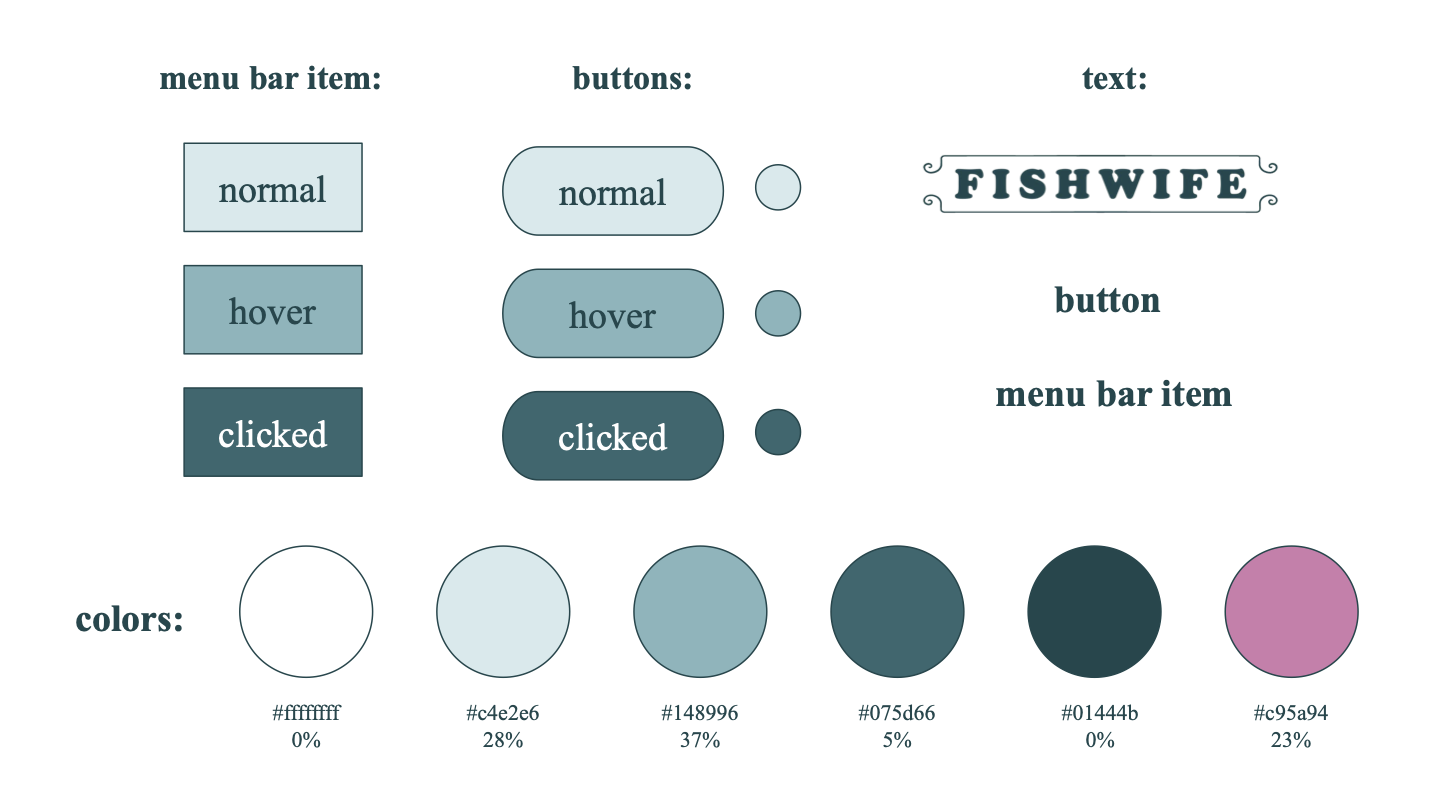 menu bar item:
buttons:
text:
normal
normal
FISHWIFE
hover
hover
button
clicked
clicked
menu bar item
colors:
#ffffffff
#c4e2e6
#148996
#075d66
#01444b
#c95a94
0%
28%
37%
5%
0%
23%